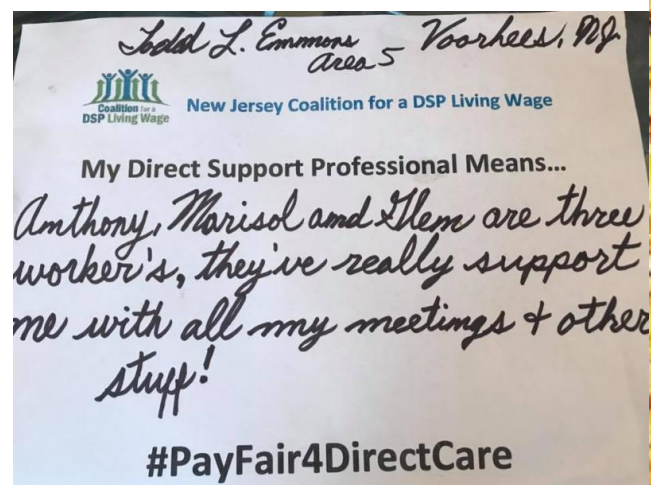 Todd L. Emmons Voorhees, NJ.
Area 5
Coalition for a
DSP Living Wage
New Jersey Coalition for a DSP Living Wage
My Direct Support Professional Means...
Anthony, Marisol and Glem are three
worker's, they've really support
me with all my meetings & other
stuff!
#PayFair4DirectCare